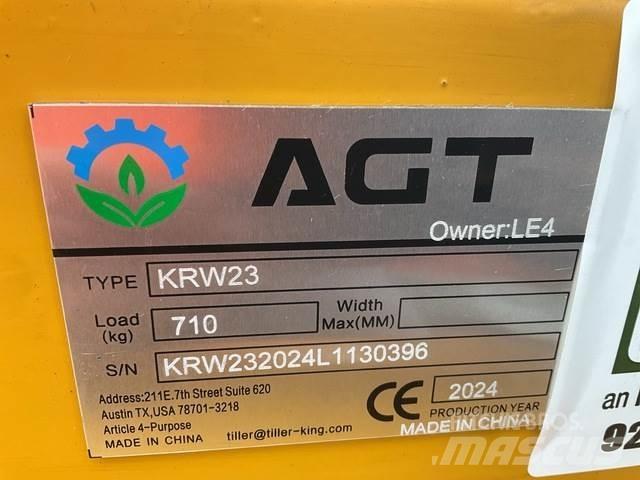 AGT
Owner:LE4
TYPE KRW23
Load (kg) 710 Width Max(MM)
S/N KRW232024L1130396
Address:211E.7th Street Suite 620
Austin TX,USA 78701-3218
Article 4-Purpose
MADE IN CHINA tiller@tiller-king.com
CE 2024
PRODUCTION YEAR
MADE IN CHINA
an
92